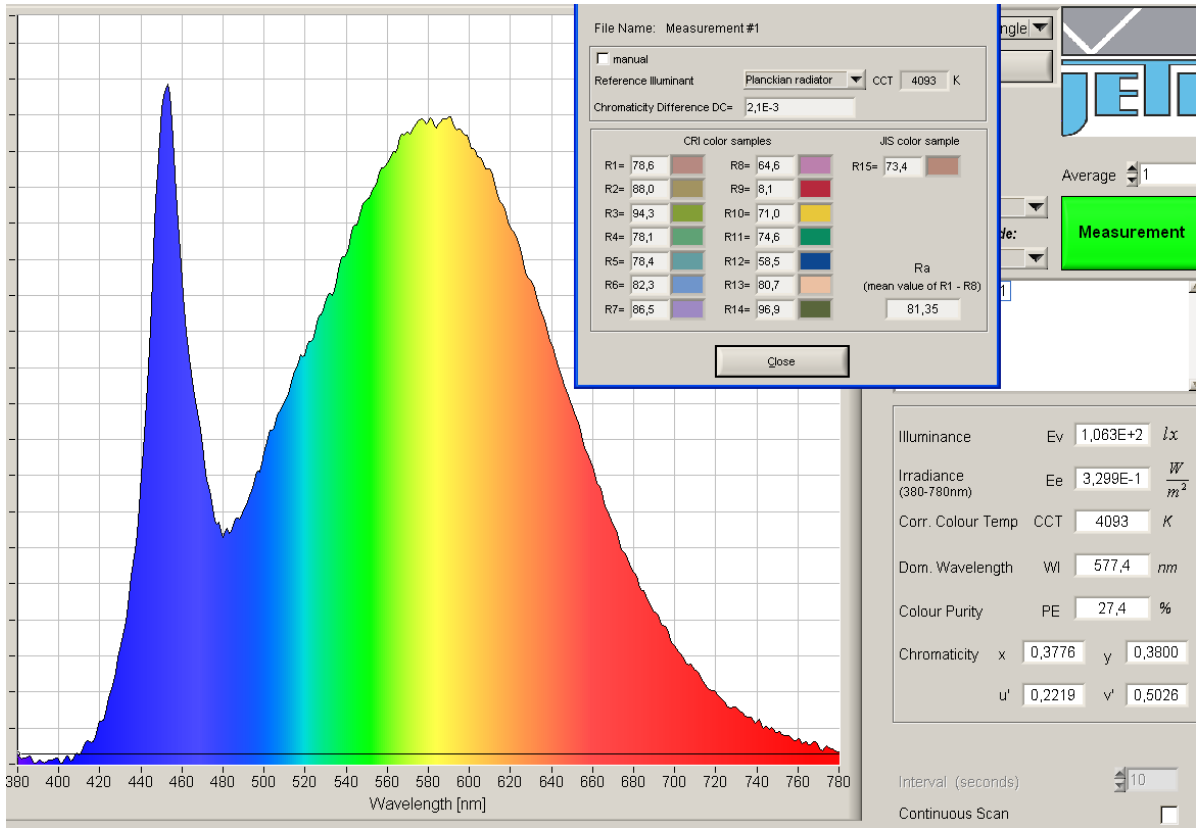 File Name: Measurement #1
manual
Reference Illuminant Planckian radiator CCT 4093 K
Chromaticity Difference DC= 2,1E-3
CRI color samples JIS color sample
R1= 78,6 R8= 64,6 R15= 73,4
R2= 88,0 R9= 8,1
R3= 94,3 R10= 71,0
R4= 78,1 R11= 74,6
R5= 78,4 R12= 58,5
R6= 82,3 R13= 80,7
R7= 86,5 R14= 96,9
Ra
(mean value of R1 - R8)
81,35
Close
ngle
JETI
Average 1
de:
Measurement
1
Illuminance Ev 1,063E+2 lx
Irradiance Ee 3,299E-1 W/m²
(380-780nm)
Corr. Colour Temp CCT 4093 K
Dom. Wavelength Wl 577,4 nm
Colour Purity PE 27,4 %
Chromaticity x 0,3776 y 0,3800
u' 0,2219 v' 0,5026
Interval (seconds) 10
Continuous Scan
380 400 420 440 460 480 500 520 540 560 580 600 620 640 660 680 700 720 740 760 780
Wavelength [nm]